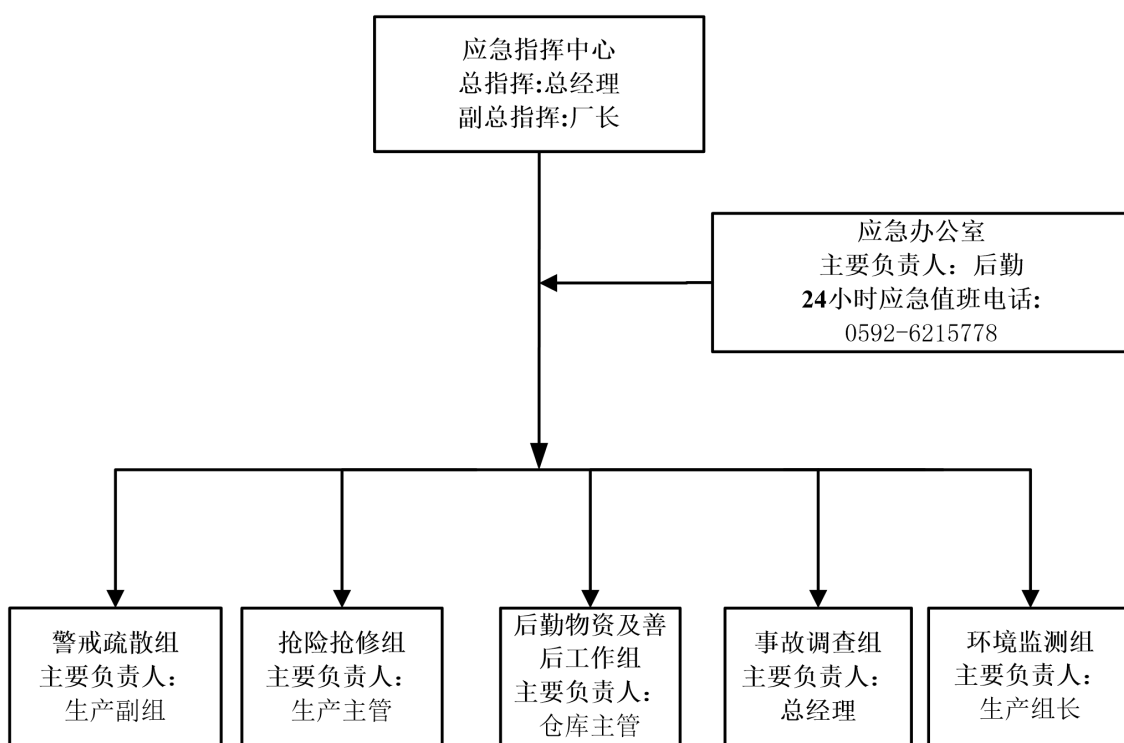 应急指挥中心
总指挥:总经理
副总指挥:厂长
应急办公室
主要负责人：后勤
24小时应急值班电话:
0592-6215778
警戒疏散组
主要负责人：
生产副组
抢险抢修组
主要负责人：
生产主管
后勤物资及善
后工作组
主要负责人：
仓库主管
事故调查组
主要负责人：
总经理
环境监测组
主要负责人：
生产组长